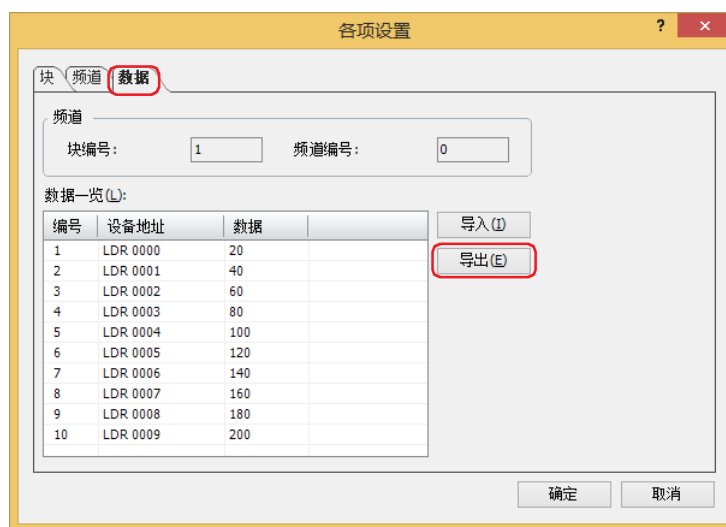 各项设置
? ×
块 频道 数据
频道
块编号: 1 频道编号: 0
数据一览(L):
编号 设备地址 数据
1 LDR 0000 20
2 LDR 0001 40
3 LDR 0002 60
4 LDR 0003 80
5 LDR 0004 100
6 LDR 0005 120
7 LDR 0006 140
8 LDR 0007 160
9 LDR 0008 180
10 LDR 0009 200
导入(I)
导出(E)
确定 取消